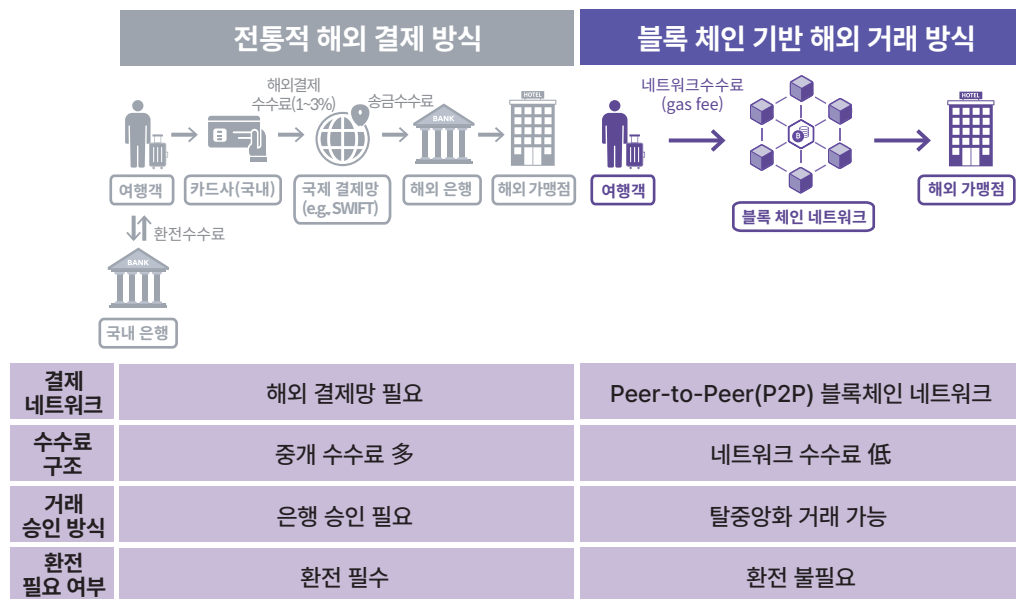 전통적 해외 결제 방식
블록 체인 기반 해외 거래 방식
해외결제
수수료(1~3%)
송금수수료
BANK
HOTEL
여행객
카드사(국내)
국제 결제망
(e.g. SWIFT)
해외 은행
해외 가맹점
환전수수료
BANK
국내 은행
네트워크수수료
(gas fee)
HOTEL
여행객
블록 체인 네트워크
해외 가맹점
결제
네트워크
해외 결제망 필요
Peer-to-Peer(P2P) 블록체인 네트워크
수수료
구조
중개 수수료 多
네트워크 수수료 低
거래
승인 방식
은행 승인 필요
탈중앙화 거래 가능
환전
필요 여부
환전 필수
환전 불필요